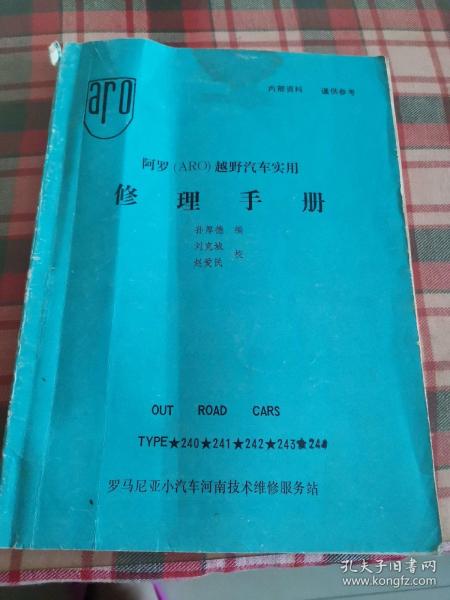 aro
内部资料 谨供参考
阿罗(ARO)越野汽车实用
修理手册
孙厚德 编
刘克城
赵爱民 校
OUT ROAD CARS
TYPE★240★241★242★243★244
罗马尼亚小汽车河南技术维修服务站
孔夫子旧书网
www.kongfz.com